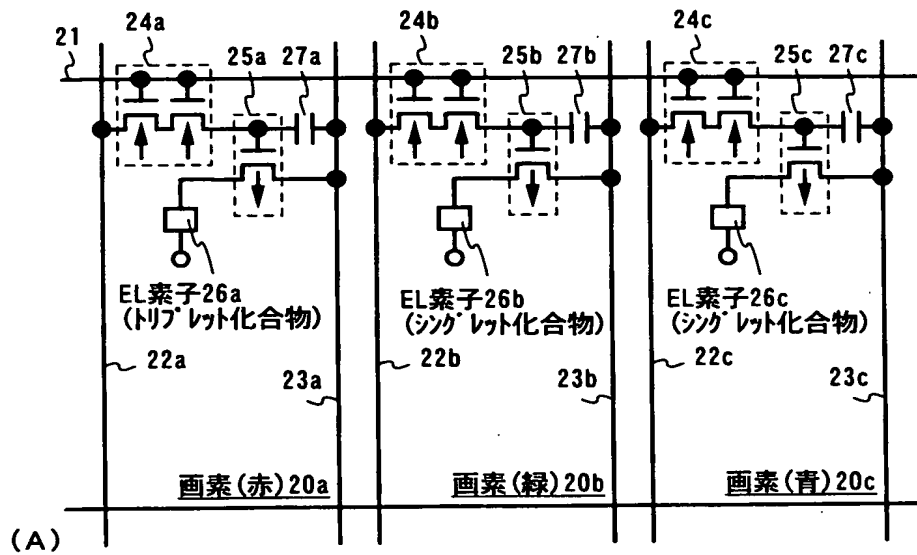 24a
24b
24c
21
25a
27a
25b
27b
25c
27c
EL素子26a
(トリプレット化合物)
EL素子26b
(シングレット化合物)
EL素子26c
(シングレット化合物)
22a
22b
22c
23a
23b
23c
画素(赤)20a
画素(緑)20b
画素(青)20c
(A)